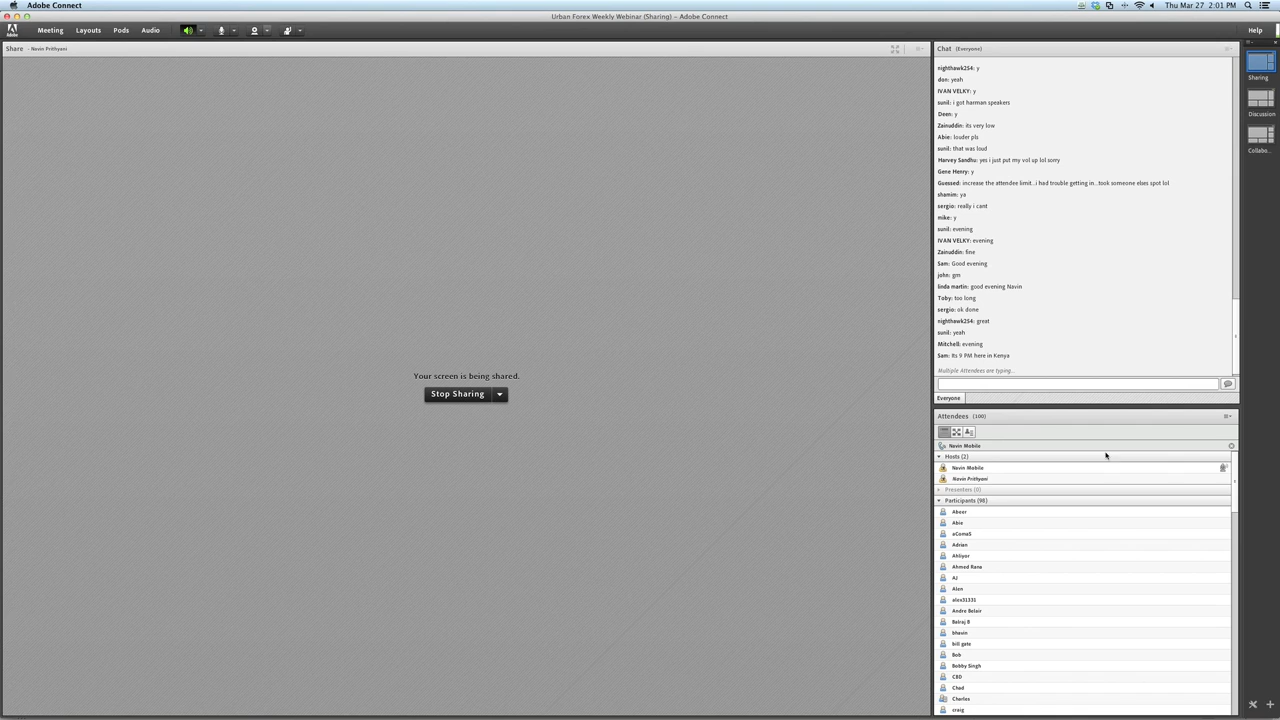 Adobe Connect
Thu Mar 27 2:01 PM
Urban Forex Weekly Webinar (Sharing) - Adobe Connect
Adobe
Meeting Layouts Pods Audio
Help
Share - Navin Prithyani
Your screen is being shared.
Stop Sharing
Chat (Everyone)
nighthawk254: y
don: yeah
IVAN VELKY: y
sunil: i got harman speakers
Deen: y
Zainuddin: its very low
Abie: louder pls
sunil: that was loud
Harvey Sandhu: yes i just put my vol up lol sorry
Gene Henry: y
Guessed: increase the attendee limit...i had trouble getting in...took someone elses spot lol
shamim: ya
sergio: really i cant
mike: y
sunil: evening
IVAN VELKY: evening
Zainuddin: fine
Sam: Good evening
john: gm
linda martin: good evening Navin
Toby: too long
sergio: ok done
nighthawk254: great
sunil: yeah
Mitchell: evening
Sam: Its 9 PM here in Kenya
Multiple Attendees are typing...
Everyone
Attendees (100)
Navin Mobile
Hosts (2)
Navin Mobile
Navin Prithyani
Presenters (0)
Participants (98)
Abeer
Abie
aComaS
Adrian
Ahliyor
Ahmed Rana
AJ
Alen
alex31331
Andre Belair
Balraj B
bhavin
bill gate
Bob
Bobby Singh
CBD
Chad
Charles
craig
Sharing
Discussion
Collabo...